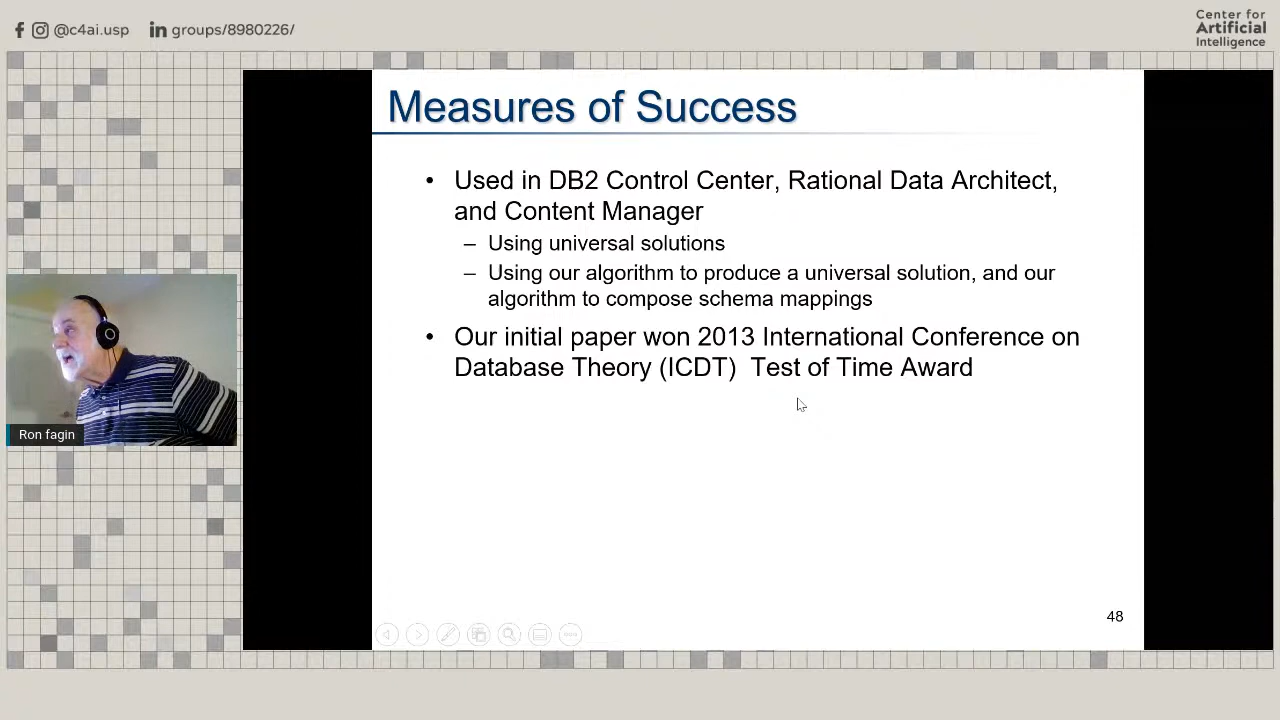 @c4ai.usp
groups/8980226/
Center for
Artificial
Intelligence
Measures of Success
• Used in DB2 Control Center, Rational Data Architect,
and Content Manager
– Using universal solutions
– Using our algorithm to produce a universal solution, and our
algorithm to compose schema mappings
• Our initial paper won 2013 International Conference on
Database Theory (ICDT) Test of Time Award
Ron fagin
48